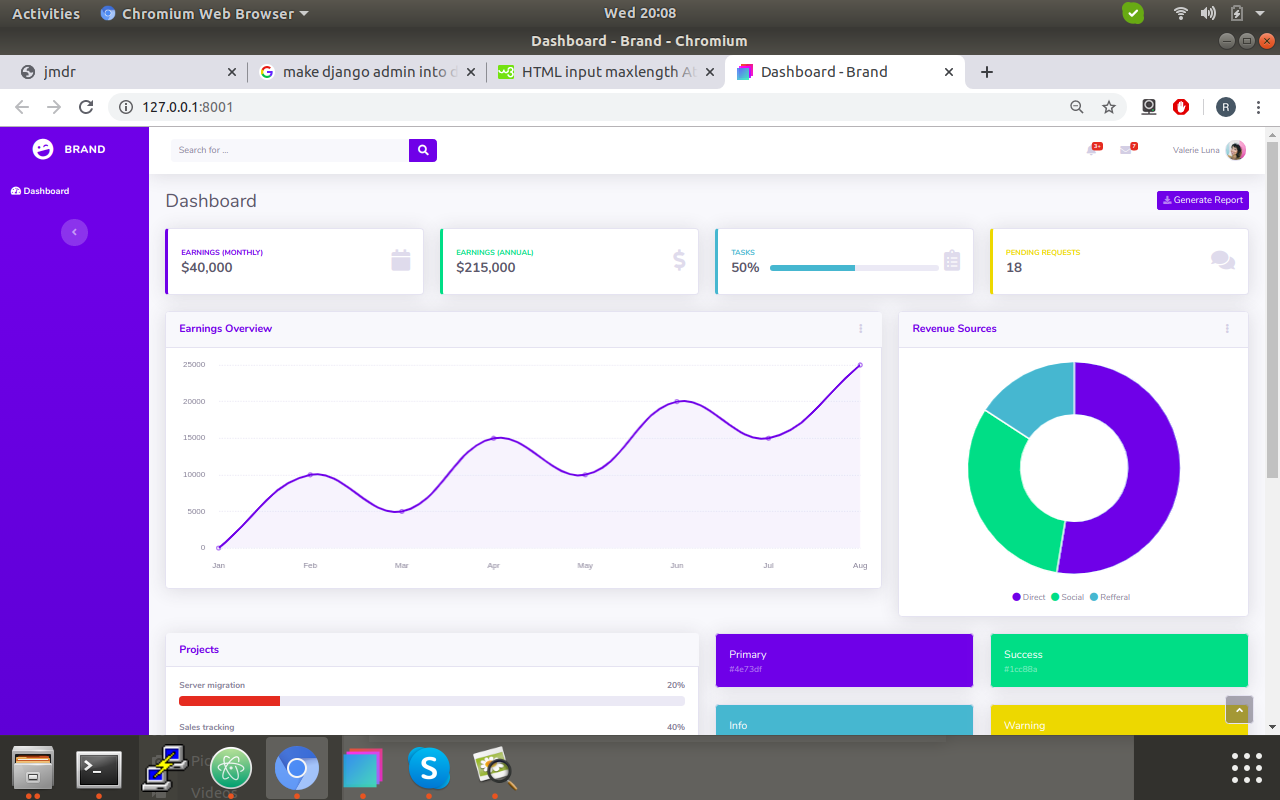 Activities
Chromium Web Browser
Wed 20:08
Dashboard - Brand - Chromium
jmdr
make django admin into d
HTML input maxlength At
Dashboard - Brand
127.0.0.1:8001
R
BRAND
Search for ...
3+
7
Valerie Luna
Dashboard
Dashboard
Generate Report
EARNINGS (MONTHLY)
$40,000
EARNINGS (ANNUAL)
$215,000
TASKS
50%
PENDING REQUESTS
18
Earnings Overview
25000
20000
15000
10000
5000
0
Jan Feb Mar Apr May Jun Jul Aug
Revenue Sources
Direct Social Refferal
Projects
Server migration 20%
Sales tracking 40%
Primary
#4e73df
Success
#1cc88a
Info
Warning
Pic
Video
S